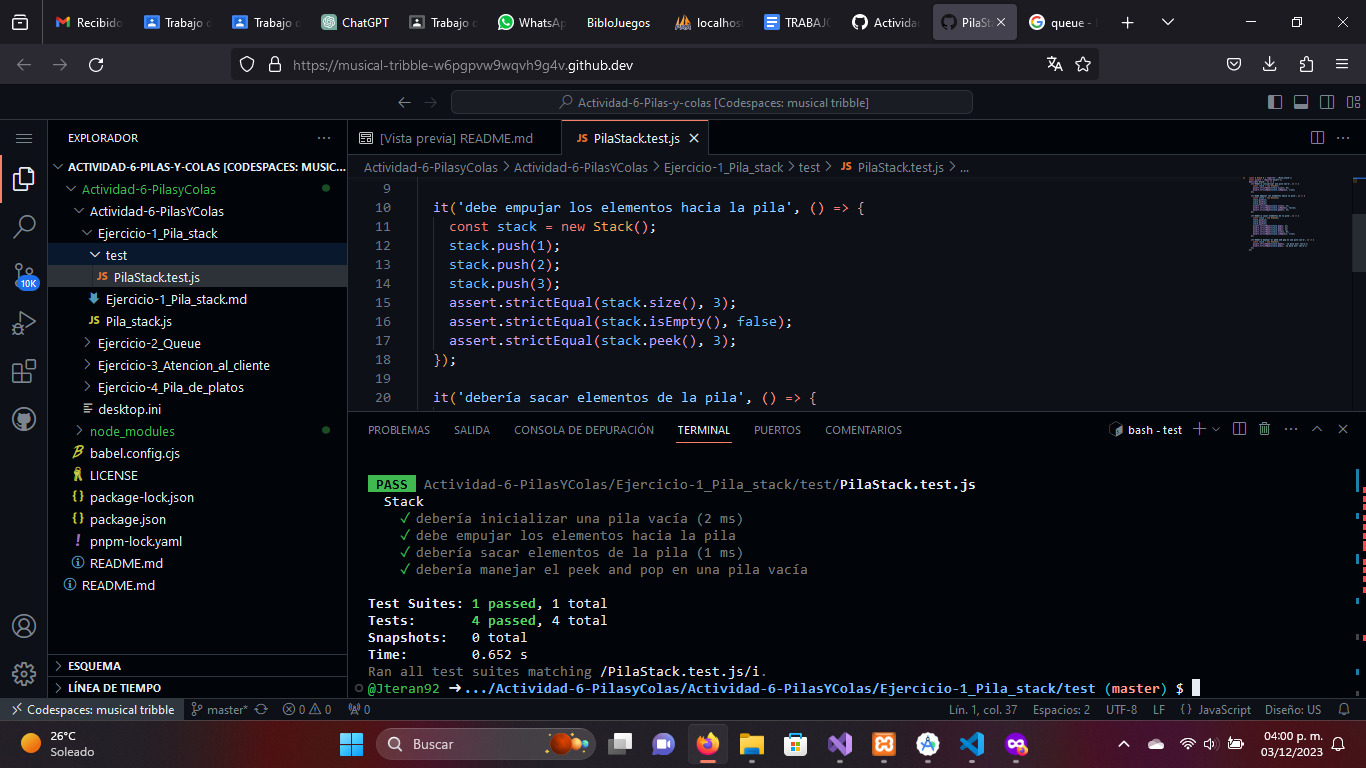 Recibido
Trabajo
Trabajo
ChatGPT
Trabajo
WhatsAp
BibloJuegos
localhos
TRABAJO
Actividad
PilaSt
queue -
https://musical-tribble-w6pgpvw9wqvh9g4v.github.dev
Actividad-6-Pilas-y-colas [Codespaces: musical tribble]
EXPLORADOR
ACTIVIDAD-6-PILAS-Y-COLAS [CODESPACES: MUSIC...
Actividad-6-PilasyColas
Actividad-6-PilasYColas
Ejercicio-1_Pila_stack
test
PilaStack.test.js
Ejercicio-1_Pila_stack.md
Pila_stack.js
Ejercicio-2_Queue
Ejercicio-3_Atencion_al_cliente
Ejercicio-4_Pila_de_platos
desktop.ini
node_modules
babel.config.cjs
LICENSE
package-lock.json
package.json
pnpm-lock.yaml
README.md
README.md
ESQUEMA
LÍNEA DE TIEMPO
10K
[Vista previa] README.md
JS PilaStack.test.js
Actividad-6-PilasyColas > Actividad-6-PilasYColas > Ejercicio-1_Pila_stack > test > JS PilaStack.test.js > ...
9
10 it('debe empujar los elementos hacia la pila', () => {
11 const stack = new Stack();
12 stack.push(1);
13 stack.push(2);
14 stack.push(3);
15 assert.strictEqual(stack.size(), 3);
16 assert.strictEqual(stack.isEmpty(), false);
17 assert.strictEqual(stack.peek(), 3);
18 });
19
20 it('debería sacar elementos de la pila', () => {
PROBLEMAS SALIDA CONSOLA DE DEPURACIÓN TERMINAL PUERTOS COMENTARIOS
bash - test
PASS Actividad-6-PilasYColas/Ejercicio-1_Pila_stack/test/PilaStack.test.js
Stack
✓ debería inicializar una pila vacía (2 ms)
✓ debe empujar los elementos hacia la pila
✓ debería sacar elementos de la pila (1 ms)
✓ debería manejar el peek and pop en una pila vacía
Test Suites: 1 passed, 1 total
Tests: 4 passed, 4 total
Snapshots: 0 total
Time: 0.652 s
Ran all test suites matching /PilaStack.test.js/i.
@Jteran92 ➜.../Actividad-6-PilasyColas/Actividad-6-PilasYColas/Ejercicio-1_Pila_stack/test (master) $
Codespaces: musical tribble
master*
0 0
0
Lín. 1, col. 37
Espacios: 2
UTF-8
LF
{} JavaScript
Diseño: US
26°C
Soleado
Buscar
04:00 p. m.
03/12/2023